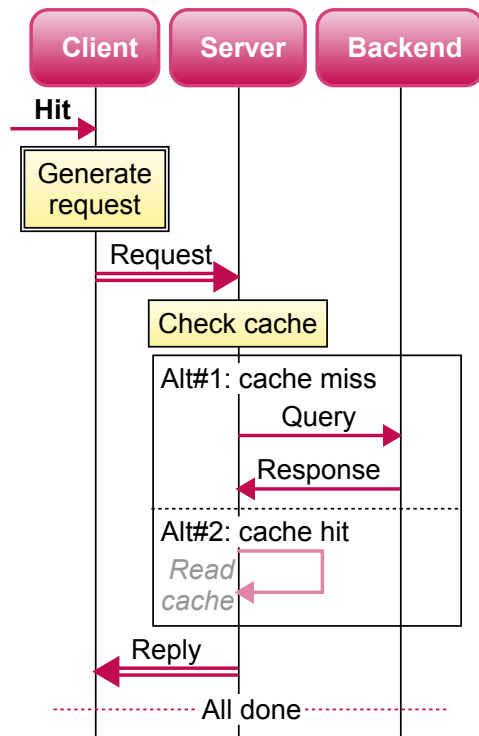 Client Server Backend
Hit
Generate
request
Request
Check cache
Alt#1: cache miss
Query
Response
Alt#2: cache hit
Read
cache
Reply
All done